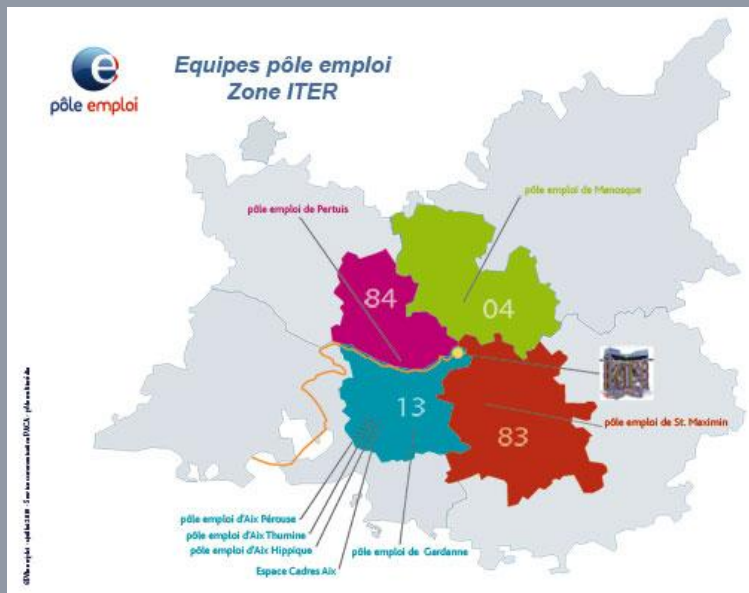 Equipes pôle emploi
Zone ITER
e
pôle emploi
pôle emploi de Pertuis
pôle emploi de Manosque
84
04
13
83
pôle emploi de St. Maximin
pôle emploi d'Aix Pérouse
pôle emploi d'Aix Thumine
pôle emploi d'Aix Hippique
Espace Cadres Aix
pôle emploi de Gardanne